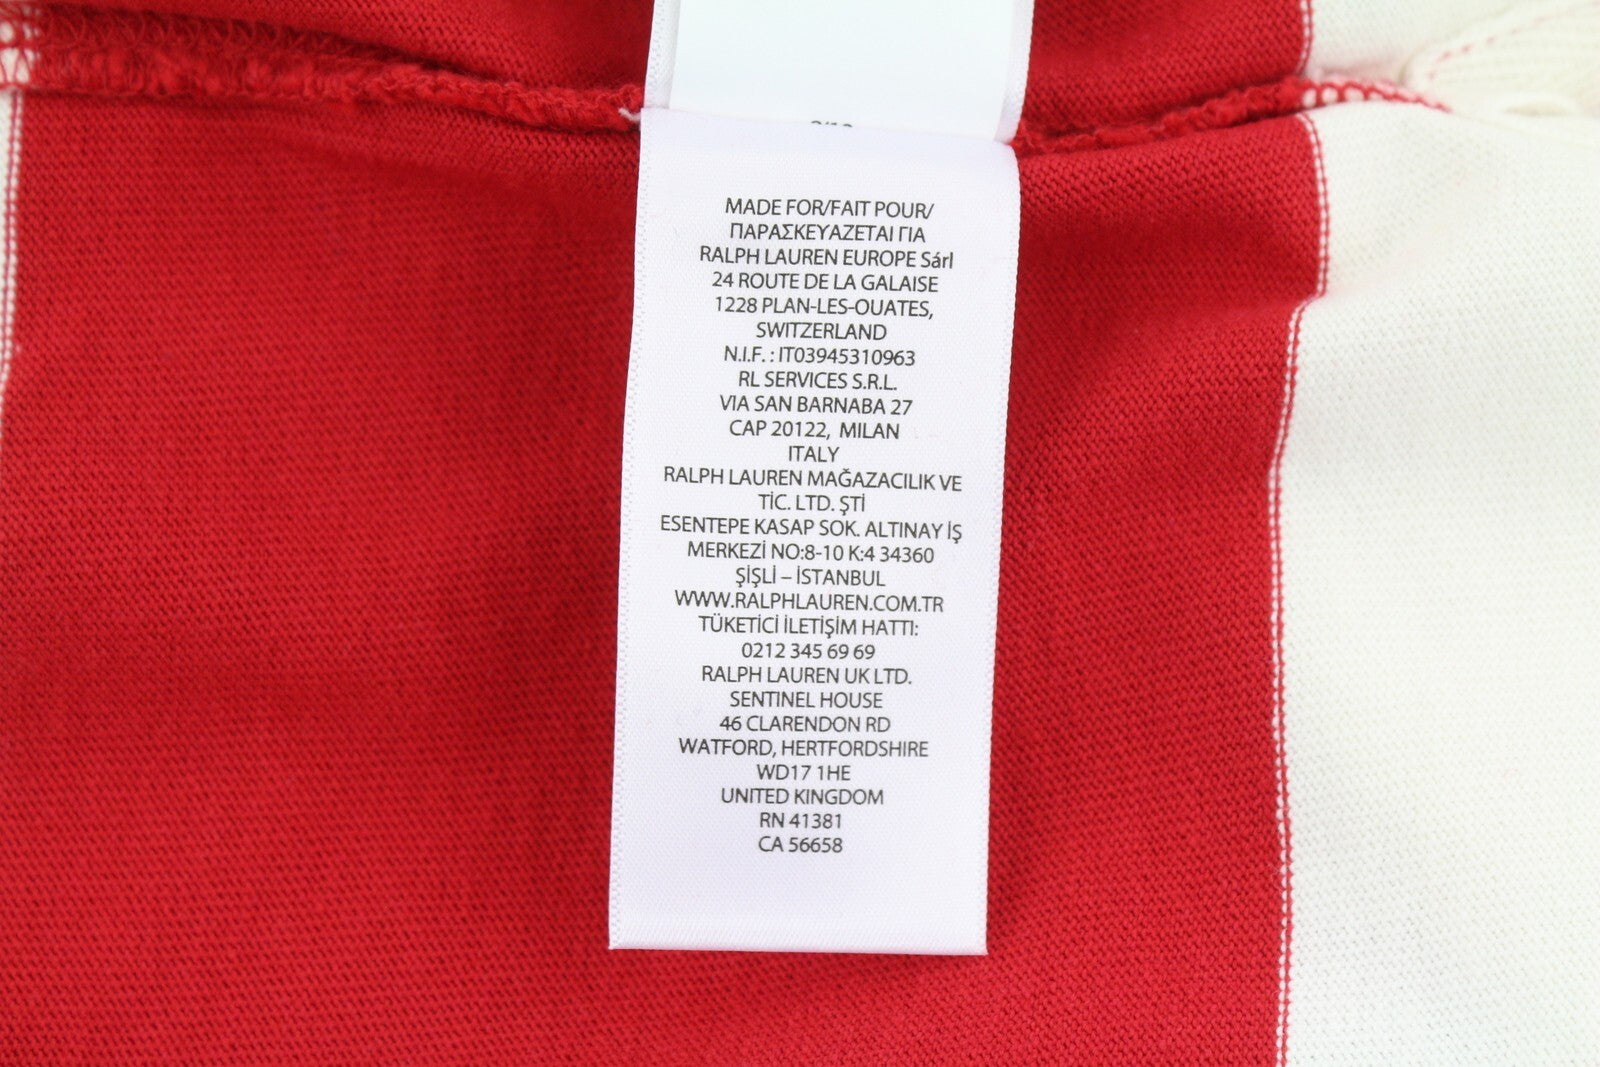 MADE FOR/FAIT POUR/
ΠΑΡΑΣΚΕΥΑΖΕΤΑΙ ΓΙΑ
RALPH LAUREN EUROPE Sárl
24 ROUTE DE LA GALAISE
1228 PLAN-LES-OUATES,
SWITZERLAND
N.I.F. : IT03945310963
RL SERVICES S.R.L.
VIA SAN BARNABA 27
CAP 20122, MILAN
ITALY
RALPH LAUREN MAĞAZACILIK VE
TİC. LTD. ŞTİ
ESENTEPE KASAP SOK. ALTINAY İŞ
MERKEZİ NO:8-10 K:4 34360
ŞİŞLİ – İSTANBUL
WWW.RALPHLAUREN.COM.TR
TÜKETİCİ İLETİŞİM HATTI:
0212 345 69 69
RALPH LAUREN UK LTD.
SENTINEL HOUSE
46 CLARENDON RD
WATFORD, HERTFORDSHIRE
WD17 1HE
UNITED KINGDOM
RN 41381
CA 56658